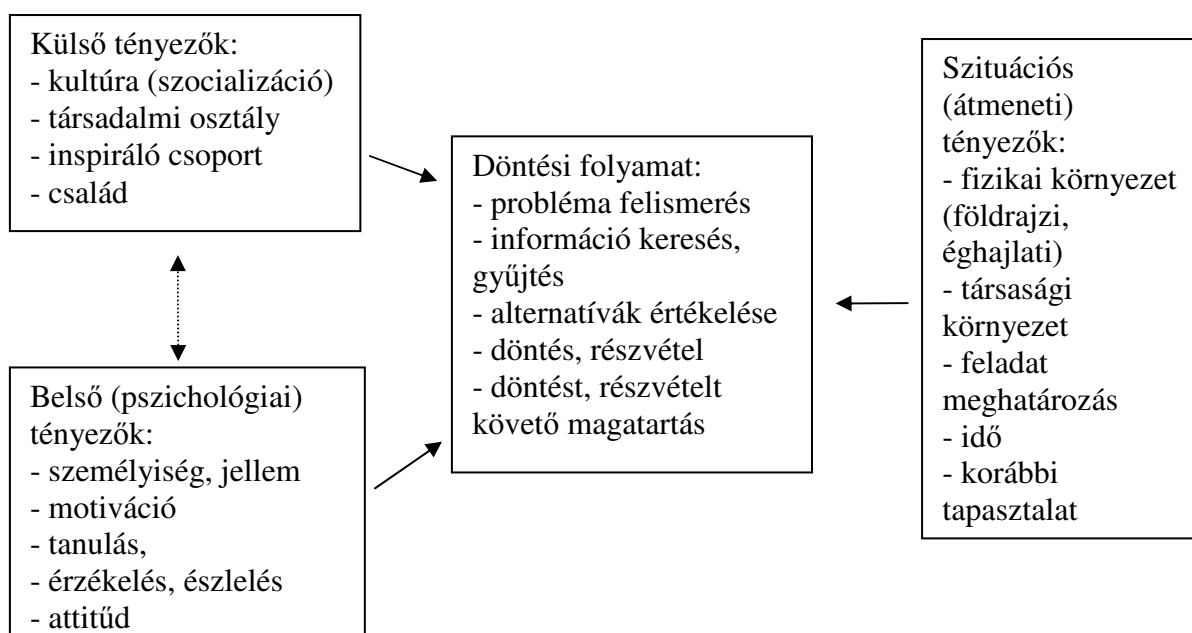 Külső tényezők:
- kultúra (szocializáció)
- társadalmi osztály
- inspiráló csoport
- család
Belső (pszichológiai)
tényezők:
- személyiség, jellem
- motiváció
- tanulás,
- érzékelés, észlelés
- attitűd
Döntési folyamat:
- probléma felismerés
- információ keresés,
gyűjtés
- alternatívák értékelése
- döntés, részvétel
- döntést, részvételt
követő magatartás
Szituációs
(átmeneti)
tényezők:
- fizikai környezet
(földrajzi,
éghajlati)
- társasági
környezet
- feladat
meghatározás
- idő
- korábbi
tapasztalat